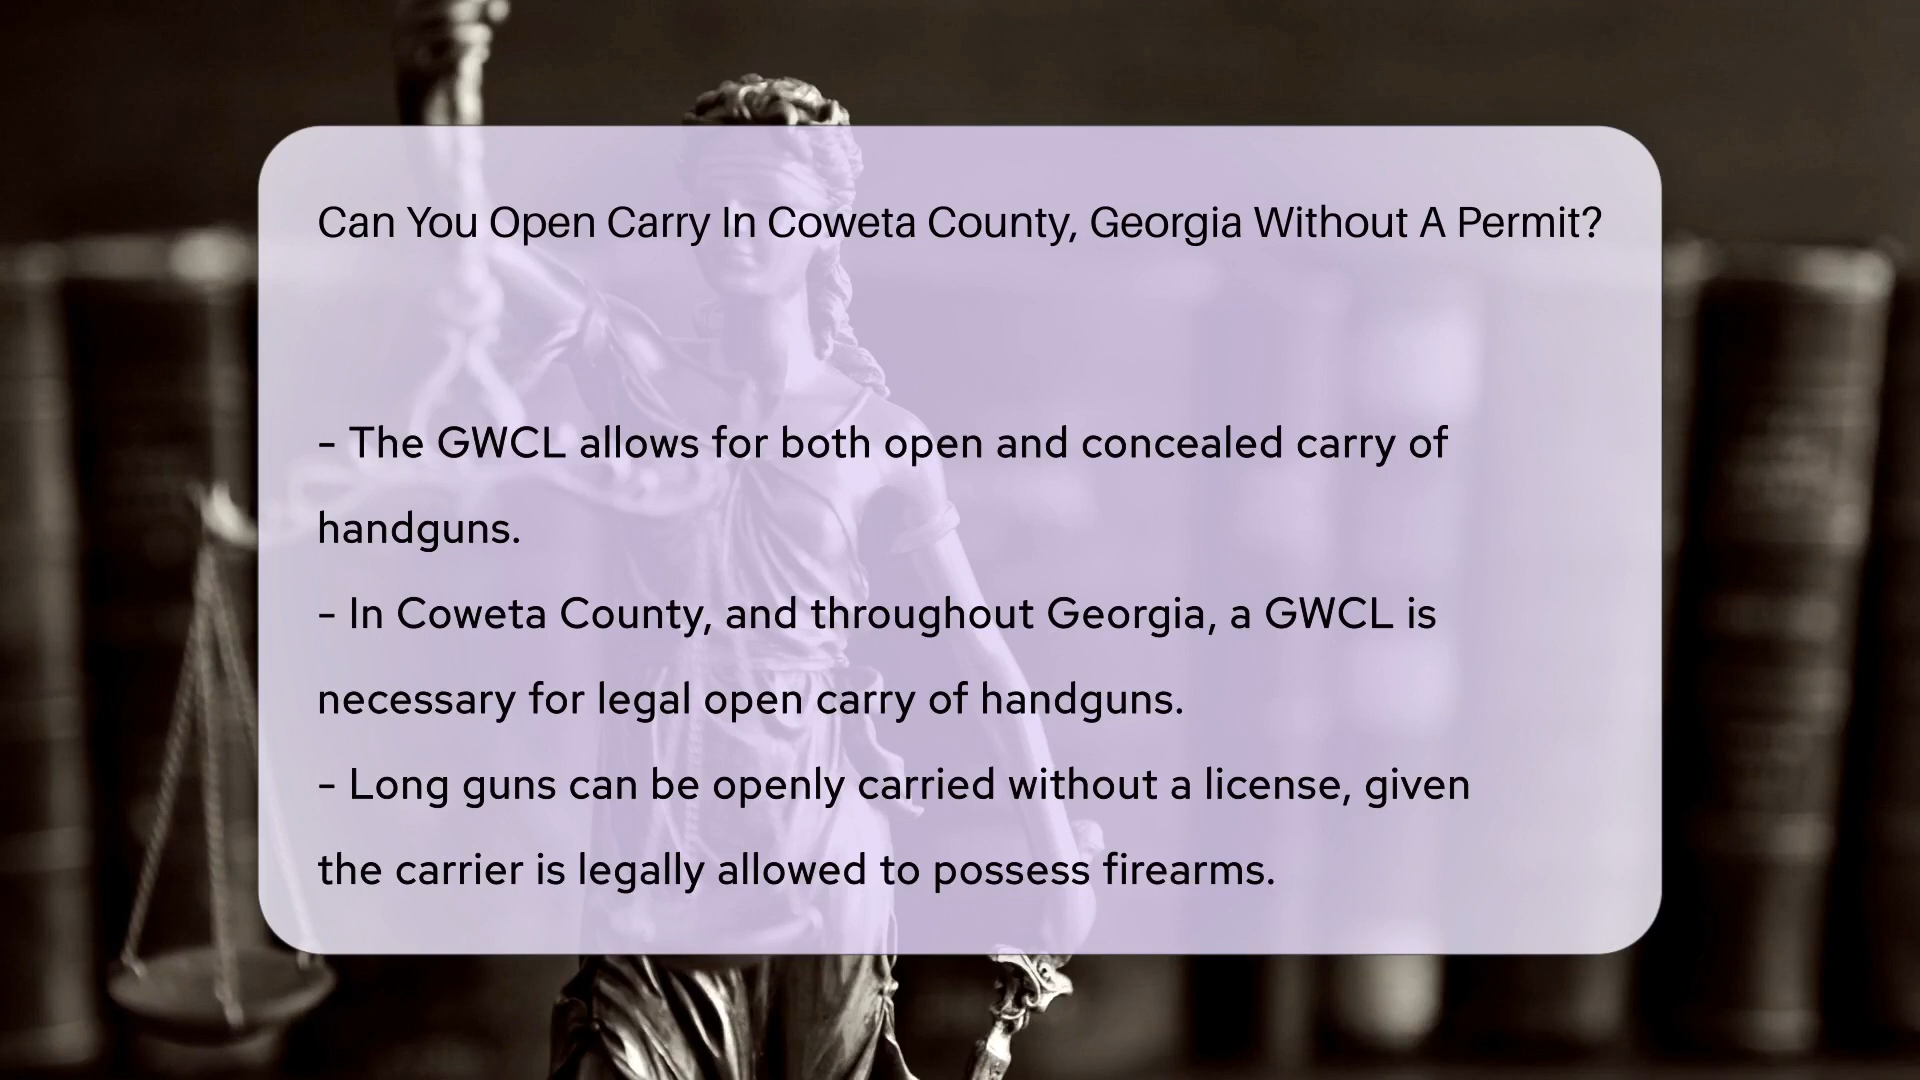 Can You Open Carry In Coweta County, Georgia Without A Permit?
- The GWCL allows for both open and concealed carry of
handguns.
- In Coweta County, and throughout Georgia, a GWCL is
necessary for legal open carry of handguns.
- Long guns can be openly carried without a license, given
the carrier is legally allowed to possess firearms.